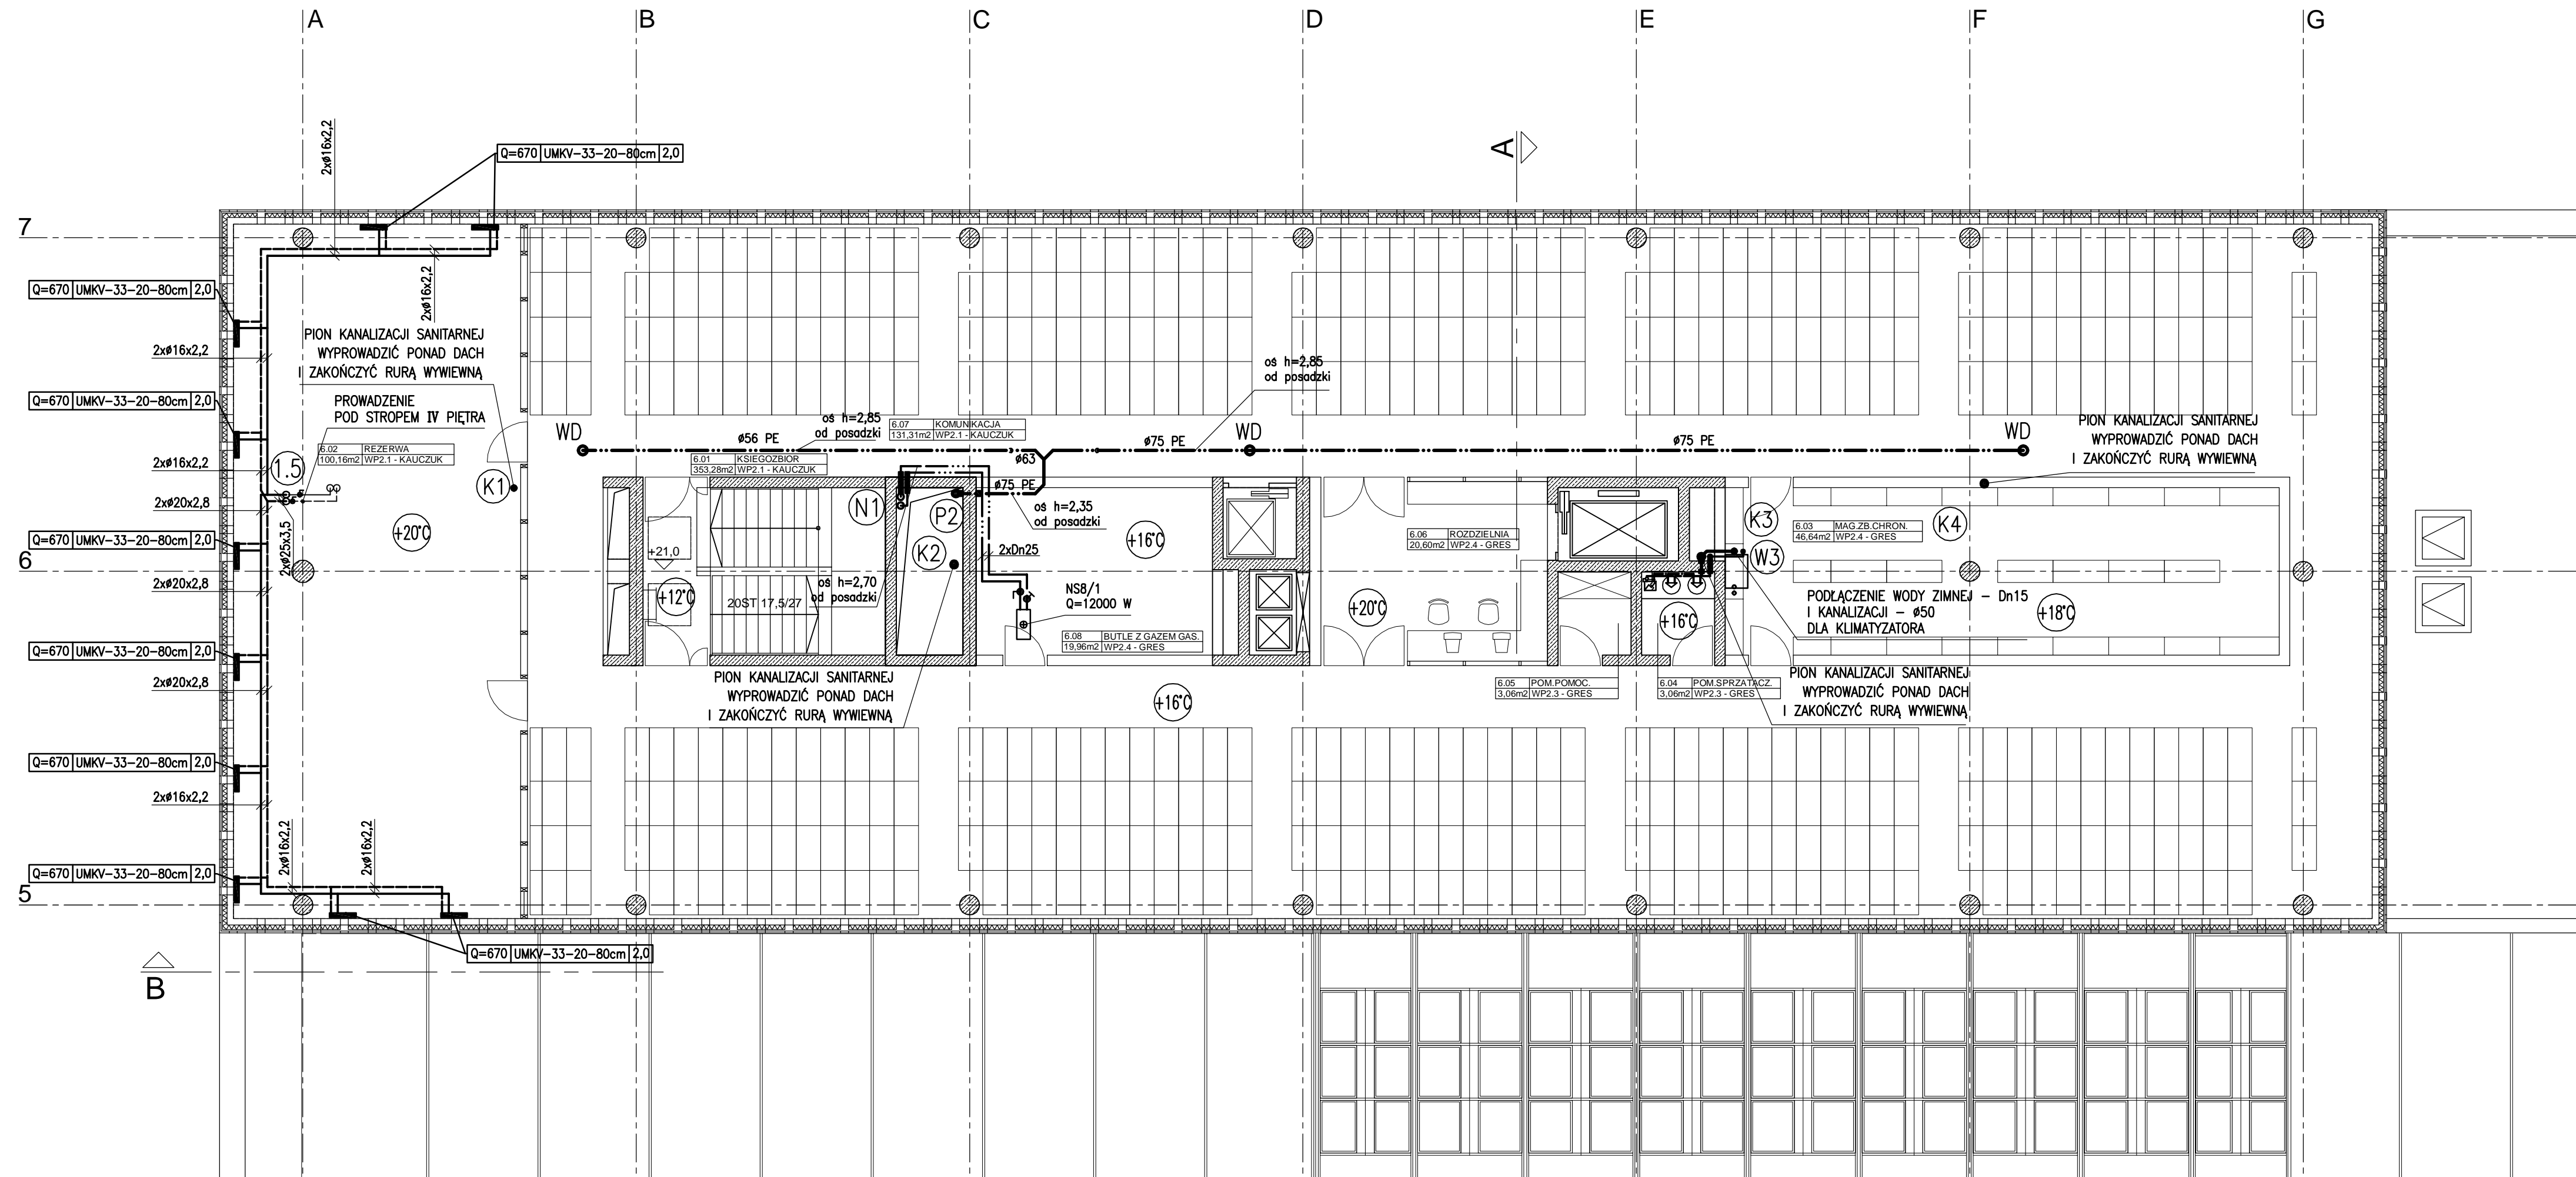 A
B
C
D
E
F
G
2xø16x2,2
Q=670 UMKV-33-20-80cm 2,0
A
7
2xø16x2,2
Q=670 UMKV-33-20-80cm 2,0
PION KANALIZACJI SANITARNEJ
WYPROWADZIĆ PONAD DACH
I ZAKOŃCZYĆ RURĄ WYWIEWNĄ
2xø16x2,2
oś h=2,85
od posadzki
Q=670 UMKV-33-20-80cm 2,0
PROWADZENIE
POD STROPEM IV PIĘTRA
oś h=2,85
od posadzki
6.07 KOMUNIKACJA
131,31m2 WP2.1 - KAUCZUK
PION KANALIZACJI SANITARNEJ
WYPROWADZIĆ PONAD DACH
I ZAKOŃCZYĆ RURĄ WYWIEWNĄ
WD
ø56 PE
ø75 PE
WD
ø75 PE
WD
6.02 REZERWA
100,16m2 WP2.1 - KAUCZUK
6.01 KSIEGOZBIOR
353,28m2 WP2.1 - KAUCZUK
ø63
2xø16x2,2
1.5
K1
ø75 PE
2xø20x2,8
N1
P2
oś h=2,35
od posadzki
+20°C
K3
6.03 MAG.ZB.CHRON.
46,64m2 WP2.4 - GRES
K4
Q=670 UMKV-33-20-80cm 2,0
2xø25x3,5
+16°C
6.06 ROZDZIELNIA
20,60m2 WP2.4 - GRES
+21,0
K2
2xDn25
W3
6
2xø20x2,8
oś h=2,70
od posadzki
NS8/1
Q=12000 W
+12°C
20ST 17,5/27
+20°C
+16°C
PODŁĄCZENIE WODY ZIMNEJ - Dn15
I KANALIZACJI - ø50
DLA KLIMATYZATORA
+18°C
Q=670 UMKV-33-20-80cm 2,0
6.08 BUTLE Z GAZEM GAS.
19,96m2 WP2.4 - GRES
2xø20x2,8
PION KANALIZACJI SANITARNEJ
WYPROWADZIĆ PONAD DACH
I ZAKOŃCZYĆ RURĄ WYWIEWNĄ
+16°C
6.05 POM.POMOC.
3,06m2 WP2.3 - GRES
6.04 POM.SPRZATACZ.
3,06m2 WP2.3 - GRES
PION KANALIZACJI SANITARNEJ
WYPROWADZIĆ PONAD DACH
I ZAKOŃCZYĆ RURĄ WYWIEWNĄ
Q=670 UMKV-33-20-80cm 2,0
2xø16x2,2
2xø16x2,2
2xø16x2,2
Q=670 UMKV-33-20-80cm 2,0
5
Q=670 UMKV-33-20-80cm 2,0
B